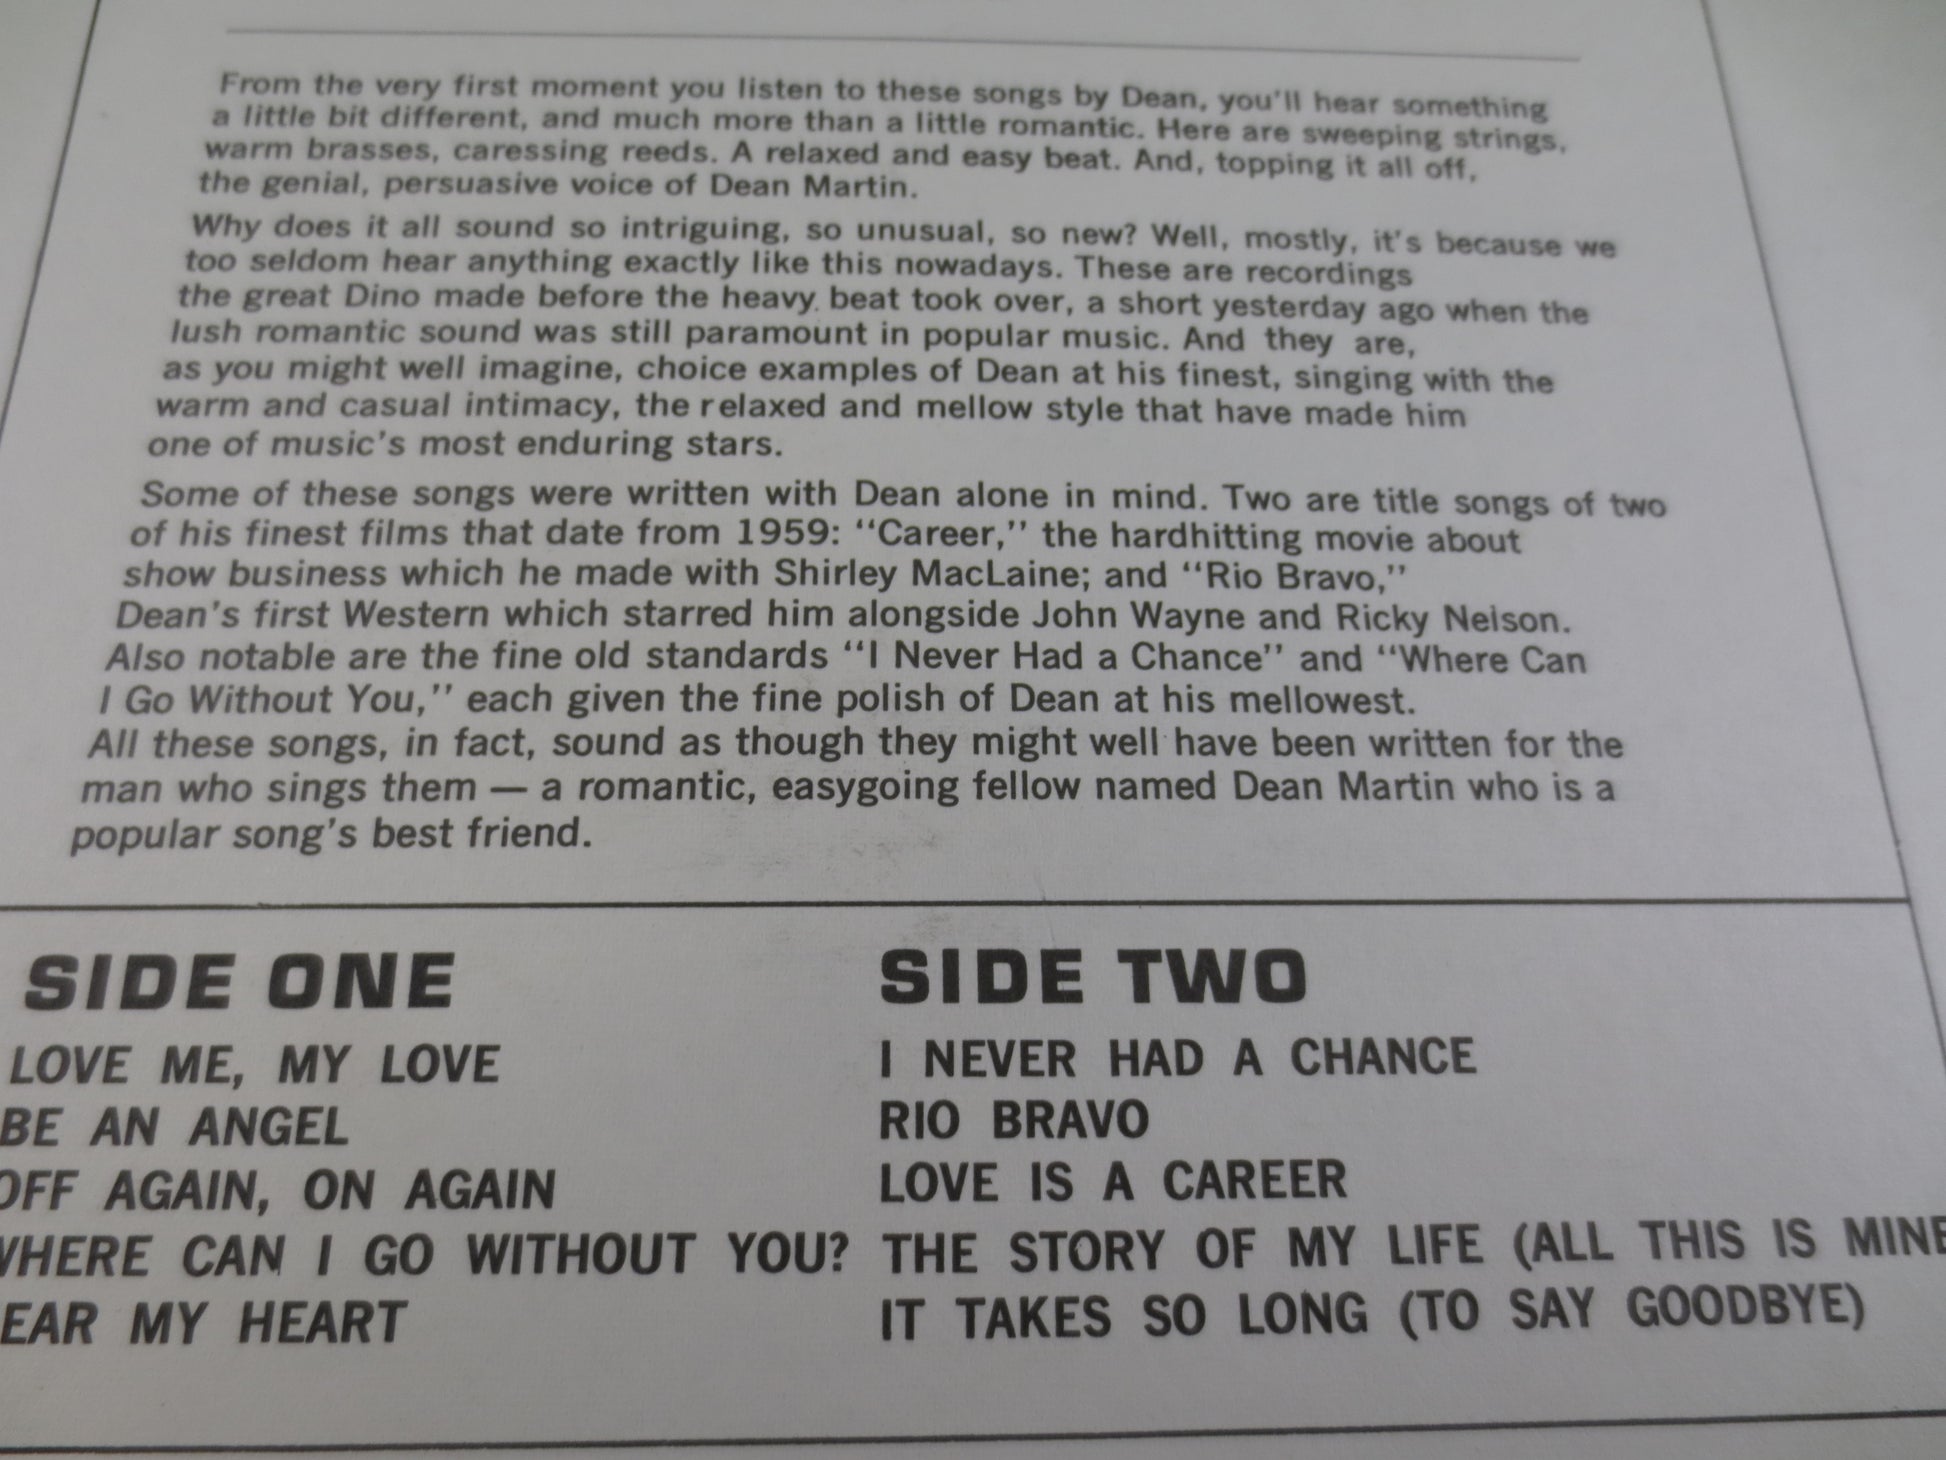 From the very first moment you listen to these songs by Dean, you'll hear something
a little bit different, and much more than a little romantic. Here are sweeping strings,
warm brasses, caressing reeds. A relaxed and easy beat. And, topping it all off,
the genial, persuasive voice of Dean Martin.
Why does it all sound so intriguing, so unusual, so new? Well, mostly, it's because we
too seldom hear anything exactly like this nowadays. These are recordings
the great Dino made before the heavy beat took over, a short yesterday ago when the
lush romantic sound was still paramount in popular music. And they are,
as you might well imagine, choice examples of Dean at his finest, singing with the
warm and casual intimacy, the relaxed and mellow style that have made him
one of music's most enduring stars.
Some of these songs were written with Dean alone in mind. Two are title songs of two
of his finest films that date from 1959: "Career," the hardhitting movie about
show business which he made with Shirley MacLaine; and "Rio Bravo,"
Dean's first Western which starred him alongside John Wayne and Ricky Nelson.
Also notable are the fine old standards "I Never Had a Chance" and "Where Can
I Go Without You," each given the fine polish of Dean at his mellowest.
All these songs, in fact, sound as though they might well have been written for the
man who sings them — a romantic, easygoing fellow named Dean Martin who is a
popular song's best friend.
SIDE ONE
LOVE ME, MY LOVE
BE AN ANGEL
OFF AGAIN, ON AGAIN
WHERE CAN I GO WITHOUT YOU?
EAR MY HEART
SIDE TWO
I NEVER HAD A CHANCE
RIO BRAVO
LOVE IS A CAREER
THE STORY OF MY LIFE (ALL THIS IS MINE
IT TAKES SO LONG (TO SAY GOODBYE)